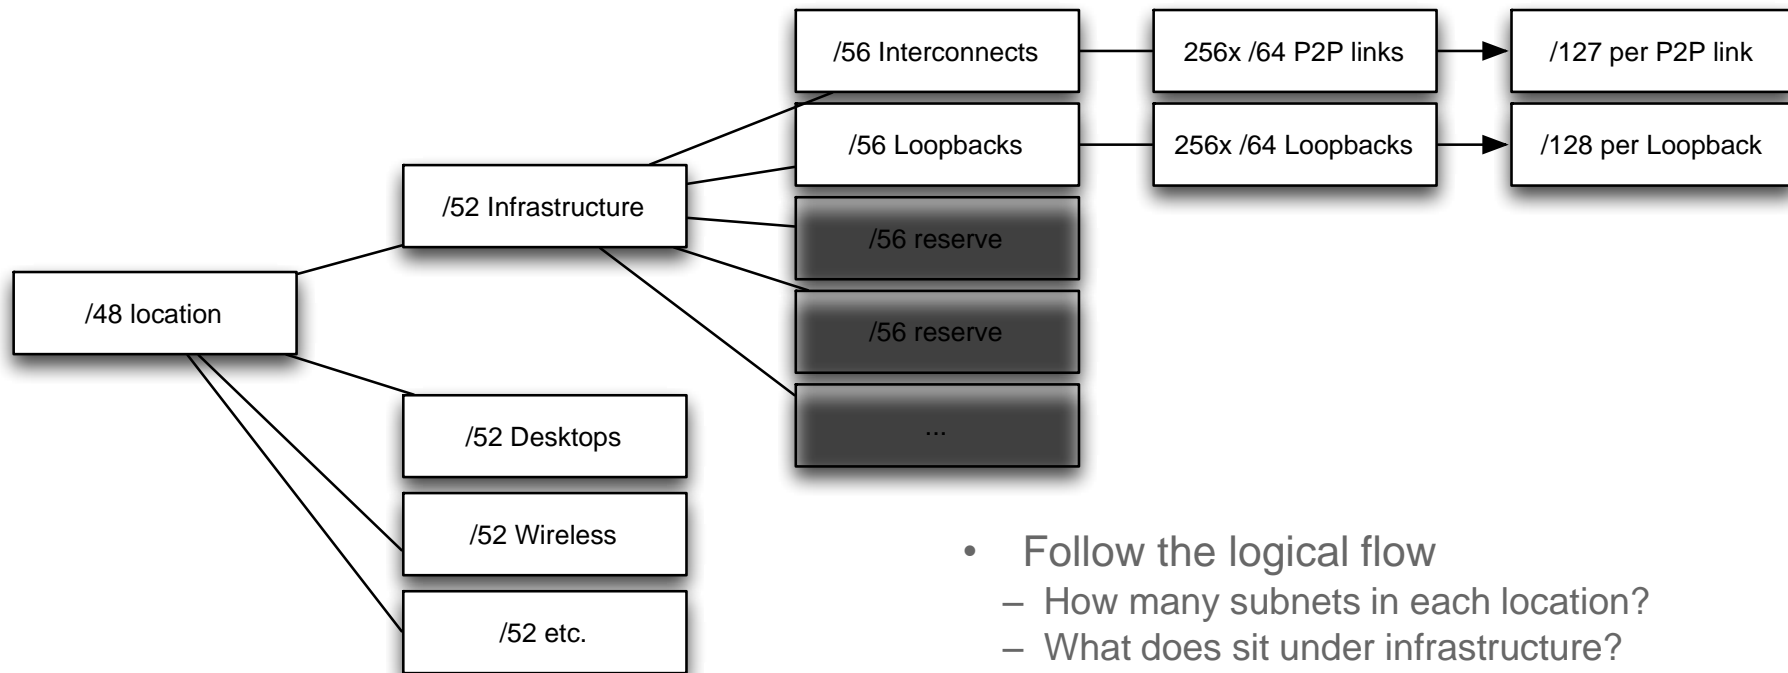 /56 Interconnects
256x /64 P2P links
/127 per P2P link
/56 Loopbacks
256x /64 Loopbacks
/128 per Loopback
/52 Infrastructure
/56 reserve
/48 location
/56 reserve
...
/52 Desktops
/52 Wireless
/52 etc.
• Follow the logical flow
– How many subnets in each location?
– What does sit under infrastructure?